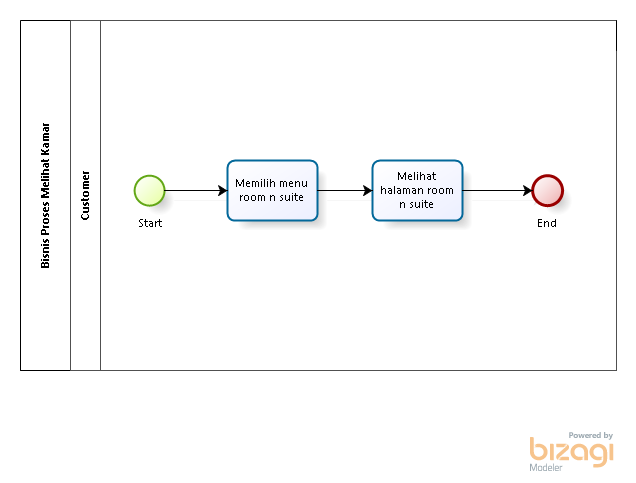 Bisnis Proses Melihat Kamar
Customer
Start
Memilih menu
room n suite
Melihat
halaman room
n suite
End
Powered by
bizagi
Modeler